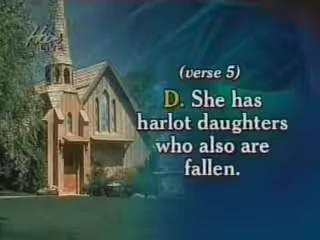 (verse 5)
D. She has
harlot daughters
who also are
fallen.